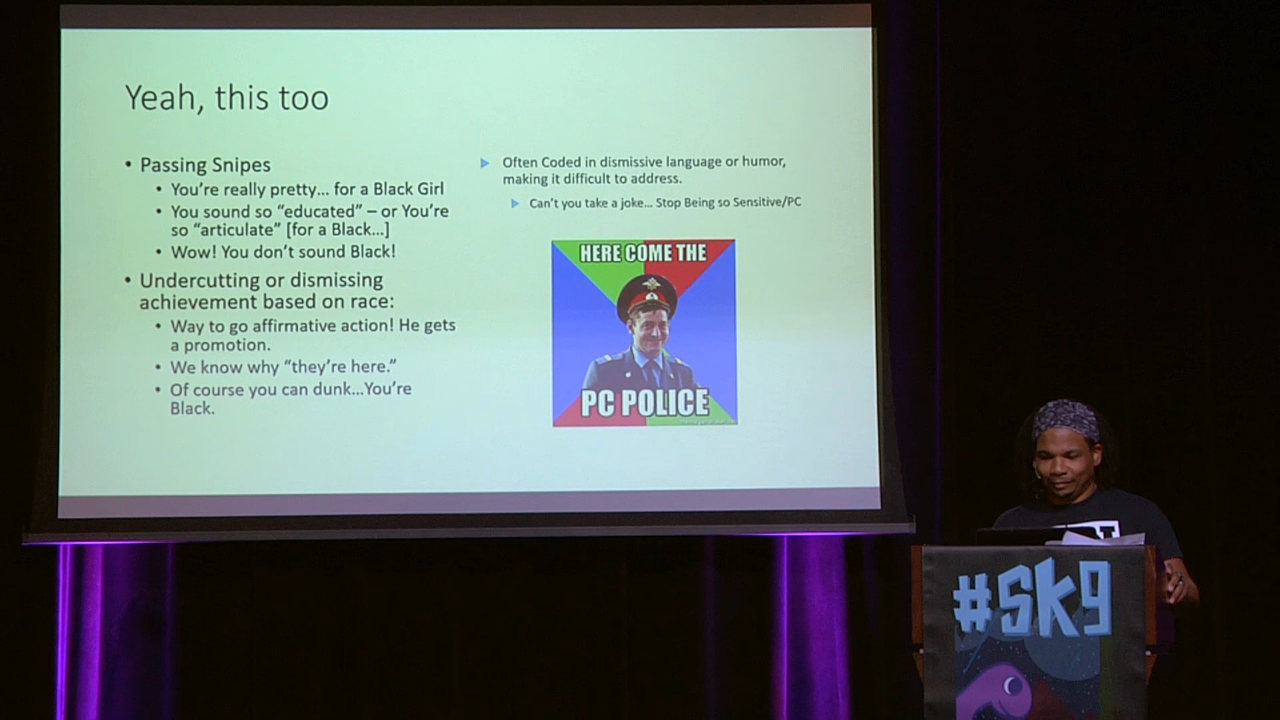 Yeah, this too
• Passing Snipes
• You're really pretty... for a Black Girl
• You sound so “educated” – or You're
so “articulate” [for a Black...]
• Wow! You don't sound Black!
• Undercutting or dismissing
achievement based on race:
• Way to go affirmative action! He gets
a promotion.
• We know why “they're here.”
• Of course you can dunk...You're
Black.
Often Coded in dismissive language or humor,
making it difficult to address.
Can't you take a joke... Stop Being so Sensitive/PC
HERE COME THE
PC POLICE
#SK9